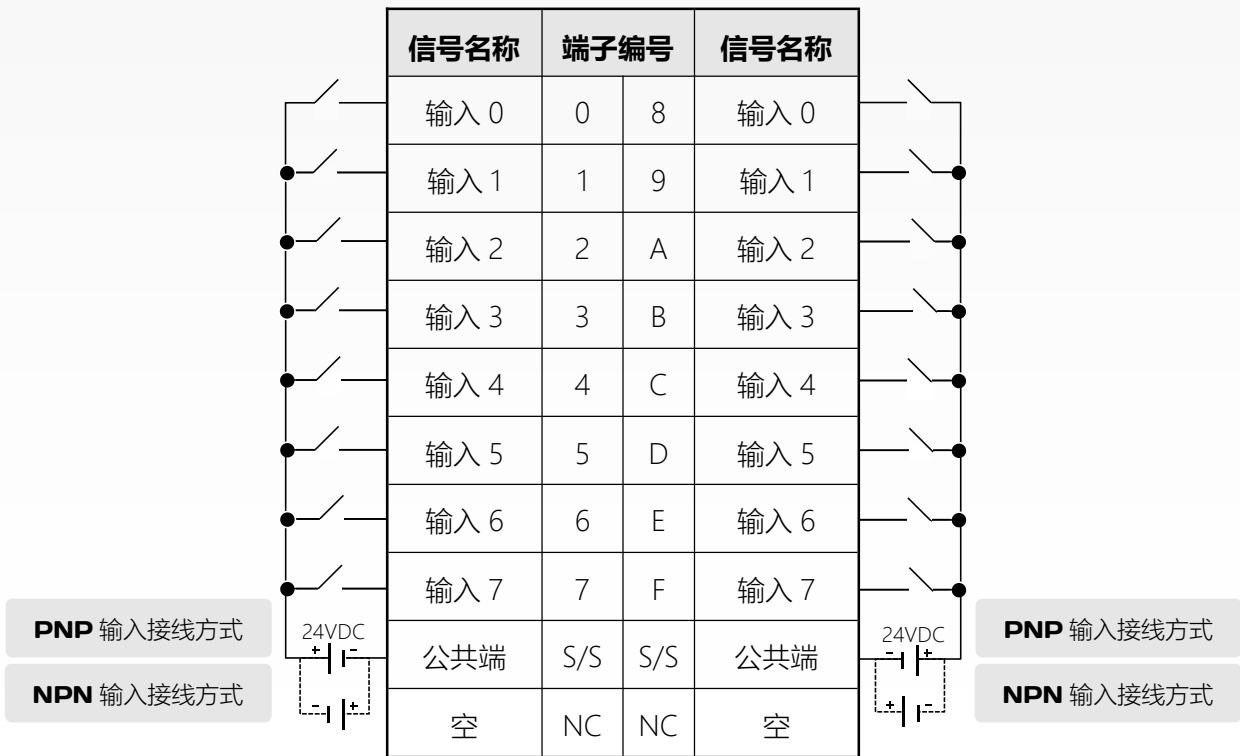 信号名称 端子编号 信号名称
输入 0 0 8 输入 0
输入 1 1 9 输入 1
输入 2 2 A 输入 2
输入 3 3 B 输入 3
输入 4 4 C 输入 4
输入 5 5 D 输入 5
输入 6 6 E 输入 6
输入 7 7 F 输入 7
PNP 输入接线方式
24VDC
+ -
公共端 S/S S/S 公共端
24VDC
- +
PNP 输入接线方式
NPN 输入接线方式
- +
空 NC NC 空
+ -
NPN 输入接线方式